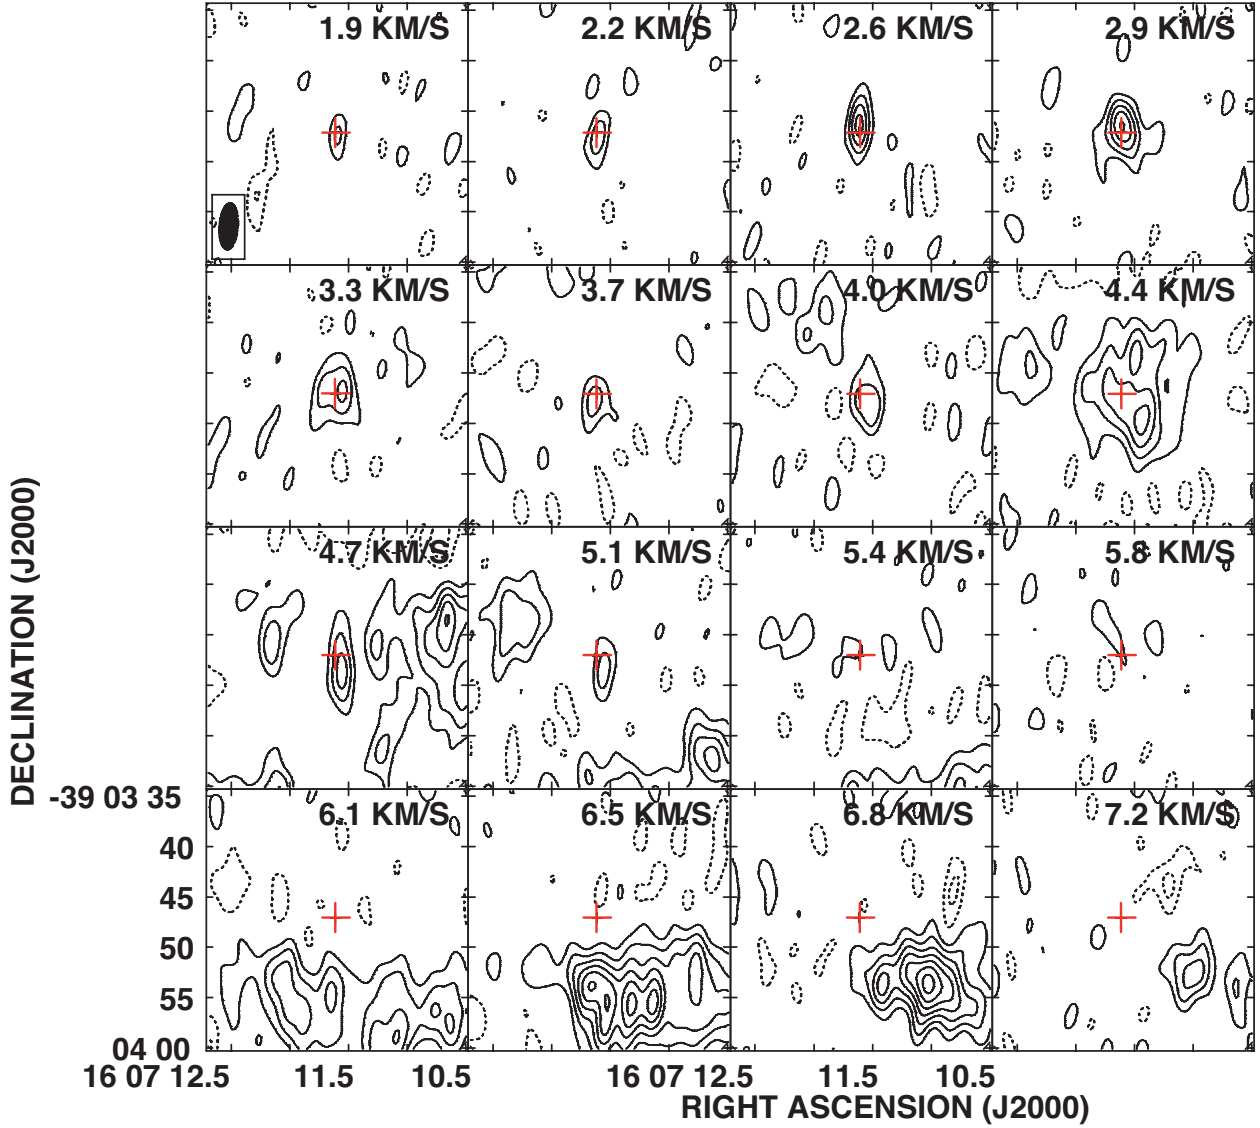 1.9 KM/S 2.2 KM/S 2.6 KM/S 2.9 KM/S
3.3 KM/S 3.7 KM/S 4.0 KM/S 4.4 KM/S
4.7 KM/S 5.1 KM/S 5.4 KM/S 5.8 KM/S
6.1 KM/S 6.5 KM/S 6.8 KM/S 7.2 KM/S
DECLINATION (J2000)
-39 03 35
40
45
50
55
04 00
16 07 12.5 11.5 10.5 16 07 12.5 11.5 10.5
RIGHT ASCENSION (J2000)